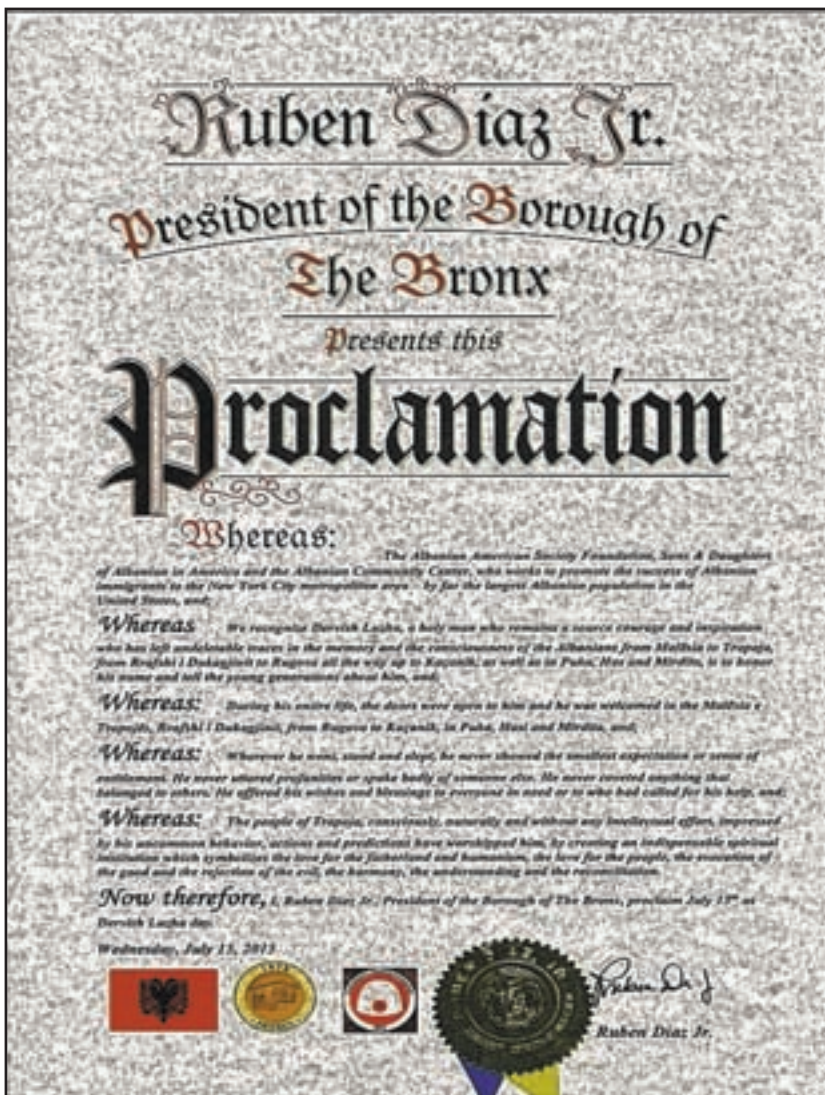 Ruben Diaz Jr.
President of the Borough of
The Bronx
Presents this
Proclamation
Whereas:
The Albanian American Society Foundation, Sons & Daughters
of Albanian in America and the Albanian Community Center, who works to promote the success of Albanian
immigrants to the New York City metropolitan area - by far the largest Albanian population in the
United States, and;
Whereas We recognize Dervish Luzha, a holy man who remains a source courage and inspiration
who has left undeletable traces in the memory and the consciousness of the Albanians from Malësia to Tropoja,
from Rrafshi i Dukagjinit to Rugova all the way up to Kaçanik, as well as in Puka, Has and Mirdita, is to honor
his name and tell the young generations about him, and;
Whereas: During his entire life, the doors were open to him and he was welcomed in the Malësia e
Tropojës, Rrafshi i Dukagjinit, from Rugova to Kaçanik, in Puka, Hasi and Mirdita, and;
Whereas: Wherever he went, stood and slept, he never showed the smallest expectation or sense of
entitlement. He never uttered profanities or spoke badly of someone else. He never coveted anything that
belonged to others. He offered his wishes and blessings to everyone in need or to who had called for his help, and
Whereas: The people of Tropoja, consciously, naturally and without any intellectual effort, impressed
by his uncommon behavior, actions and predictions have worshipped him, by creating an indispensable spiritual
institution which symbolizes the love for the fatherland and humanism, the love for the people, the evocation of
the good and the rejection of the evil, the harmony, the understanding and the reconciliation.
Now therefore, I, Ruben Diaz Jr., President of the Borough of The Bronx, proclaim July 15th as
Dervish Luzha day.
Wednesday, July 15, 2015
Ruben Diaz Jr.